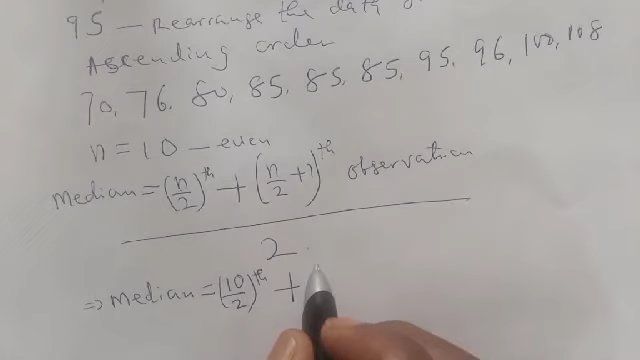 95 – Rearrange the data
Ascending order
70, 76, 80, 85, 85, 85, 95, 96, 100, 108
n = 10 – even
Median = (n/2)th + (n/2 + 1)th observation
2
⇒ Median = (10/2)th +